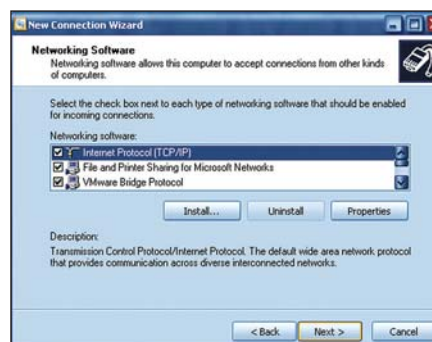 New Connection Wizard
Networking Software
Networking software allows this computer to accept connections from other kinds
of computers.
Select the check box next to each type of networking software that should be enabled
for incoming connections.
Networking software:
Internet Protocol (TCP/IP)
File and Printer Sharing for Microsoft Networks
VMware Bridge Protocol
Install... Uninstall Properties
Description:
Transmission Control Protocol/Internet Protocol. The default wide area network protocol
that provides communication across diverse interconnected networks.
< Back Next > Cancel